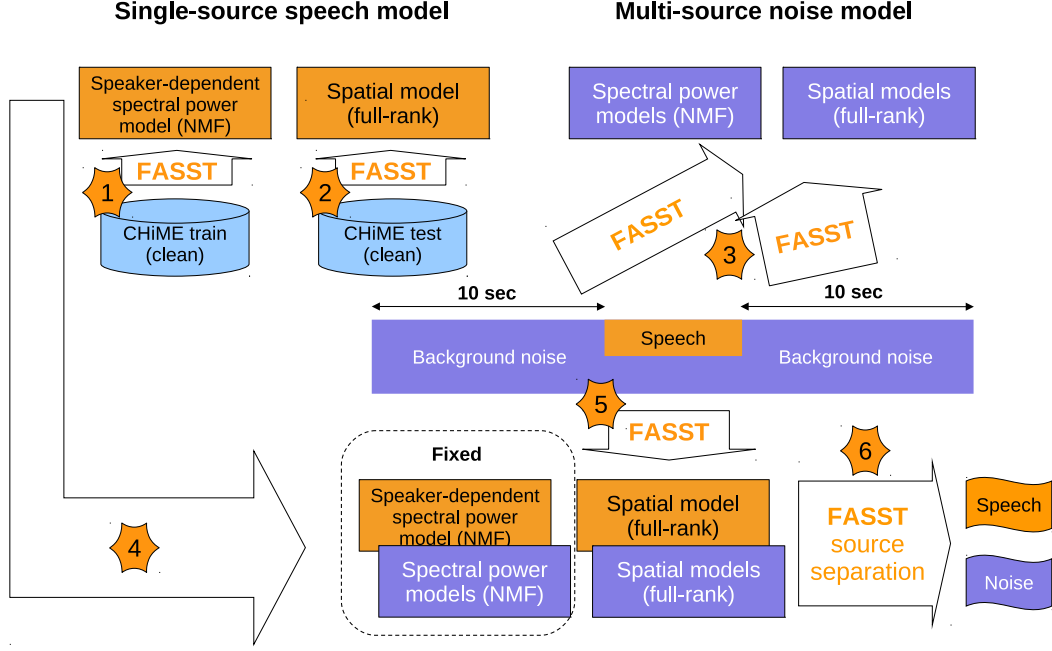 Single-source speech model
Multi-source noise model
Speaker-dependent
spectral power
model (NMF)
Spatial model
(full-rank)
Spectral power
models (NMF)
Spatial models
(full-rank)
FASST
FASST
1
2
CHiME train
(clean)
CHiME test
(clean)
FASST
FASST
3
10 sec
10 sec
Background noise
Speech
Background noise
5
FASST
6
Fixed
4
Speaker-dependent
spectral power
model (NMF)
Spatial model
(full-rank)
Spectral power
models (NMF)
Spatial models
(full-rank)
FASST
source
separation
Speech
Noise